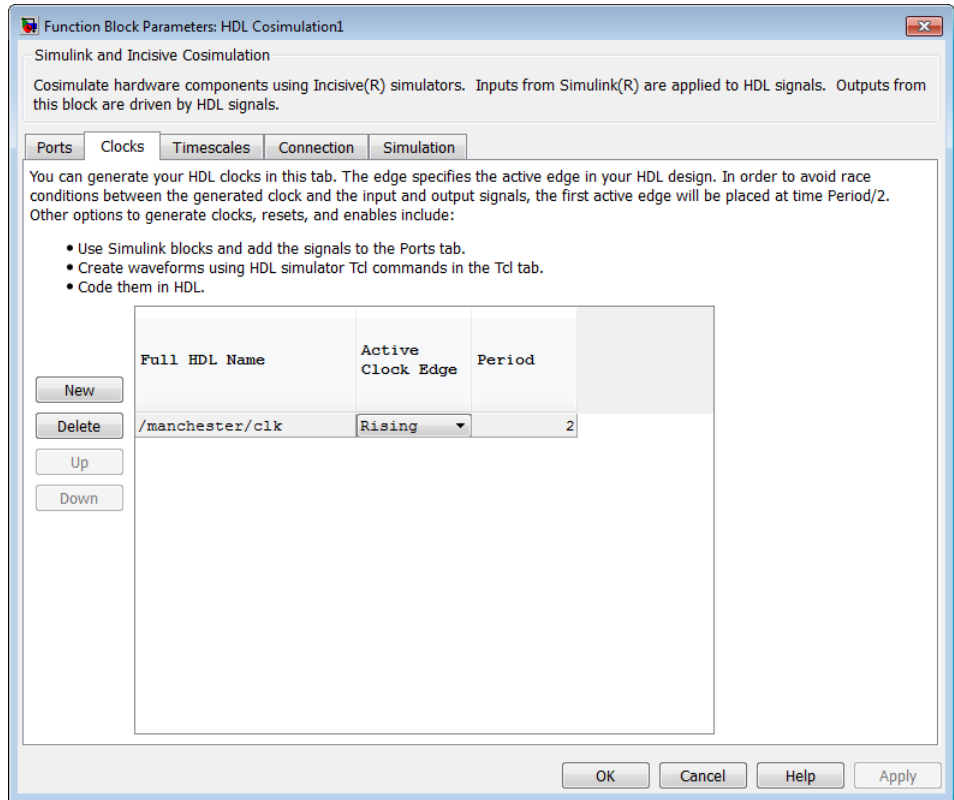 Function Block Parameters: HDL Cosimulation1
Simulink and Incisive Cosimulation
Cosimulate hardware components using Incisive(R) simulators.  Inputs from Simulink(R) are applied to HDL signals.  Outputs from
this block are driven by HDL signals.
Ports Clocks Timescales Connection Simulation
You can generate your HDL clocks in this tab. The edge specifies the active edge in your HDL design. In order to avoid race
conditions between the generated clock and the input and output signals, the first active edge will be placed at time Period/2.
Other options to generate clocks, resets, and enables include:
• Use Simulink blocks and add the signals to the Ports tab.
• Create waveforms using HDL simulator Tcl commands in the Tcl tab.
• Code them in HDL.
Active
Full HDL Name Period
Clock Edge
New
Delete /manchester/clk Rising 2
Up
Down
OK Cancel Help Apply